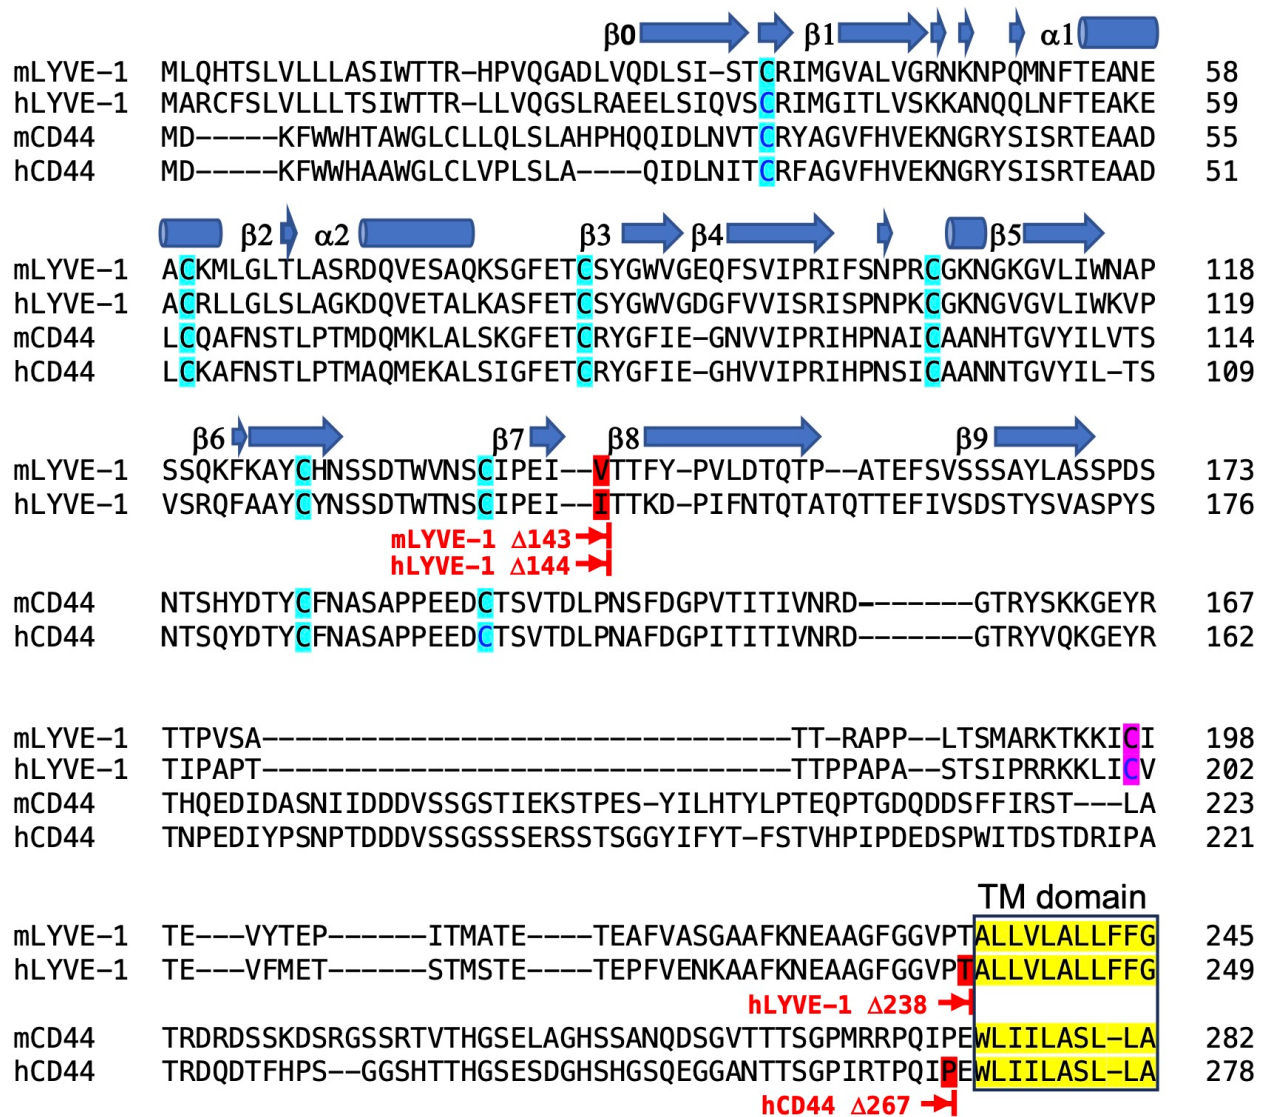 β0 β1 α1
mLYVE-1 MLQHTSLVLLLASIWTTR-HPVQGADLVQDLSI-STCRIMGVALVGRNKNPQMNFTEANE 58
hLYVE-1 MARCFSLVLLLTSIWTTR-LLVQGSLRAEELSIQVSCRIMGITLVSKKANQQLNFTEAKE 59
mCD44 MD-----KFWWHTAWGLCLLQLSLAHPHQQIDLNVTCRYAGVFHVEKNGRYSISRTEAAD 55
hCD44 MD-----KFWWHAAWGLCLVPLSLA----QIDLNITCRFAGVFHVEKNGRYSISRTEAAD 51
β2 α2 β3 β4 β5
mLYVE-1 ACKMLGLTLASRDQVESAQKSGFETCSYGWVGEQFSVIPRIFSNPRCGKNGKGVLIWNAP 118
hLYVE-1 ACRLLGLSLAGKDQVETALKASFETCSYGWVGDGFVVISRISPNPKCGKNGVGVLIWKVP 119
mCD44 LCQAFNSTLPTMDQMKLALSKGFETCRYGFIE-GNVVIPRIHPNAICAANHTGVYILVTS 114
hCD44 LCKAFNSTLPTMAQMEKALSIGFETCRYGFIE-GHVVIPRIHPNSICAANNTGVYIL-TS 109
β6 β7 β8 β9
mLYVE-1 SSQKFKAYCHNSSDTWVNSCIPEI--VTTFY-PVLDTQTP--ATEFSVSSSAYLASSPDS 173
hLYVE-1 VSRQFAAYCYNSSDTWTNSCIPEI--ITTKD-PIFNTQTATQTTEFIVSDSTYSVASPYS 176
mLYVE-1 Δ143
hLYVE-1 Δ144
mCD44 NTSHYDTYCFNASAPPEEDCTSVTDLPNSFDGPVTITIVNRD-------GTRYSKKGEYR 167
hCD44 NTSQYDTYCFNASAPPEEDCTSVTDLPNAFDGPITITIVNRD-------GTRYVQKGEYR 162
mLYVE-1 TTPVSA--------------------------------TT-RAPP--LTSMARKTKKICI 198
hLYVE-1 TIPAPT--------------------------------TTPPAPA--STSIPRRKKLICV 202
mCD44 THQEDIDASNIIDDDVSSGSTIEKSTPES-YILHTYLPTEQPTGDQDDSFFIRST---LA 223
hCD44 TNPEDIYPSNPTDDDVSSGSSSERSSTSGGYIFYT-FSTVHPIPDEDSPWITDSTDRIPA 221
TM domain
mLYVE-1 TE---VYTEP------ITMATE----TEAFVASGAAFKNEAAGFGGVPTALLVLALLFFG 245
hLYVE-1 TE---VFMET------STMSTE----TEPFVENKAAFKNEAAGFGGVPTALLVLALLFFG 249
hLYVE-1 Δ238
mCD44 TRDRDSSKDSRGSSRTVTHGSELAGHSSANQDSGVTTTSGPMRRPQIPEWLIILASL-LA 282
hCD44 TRDQDTFHPS--GGSHTTHGSESDGHSHGSQEGGANTTSGPIRTPQIPEWLIILASL-LA 278
hCD44 Δ267